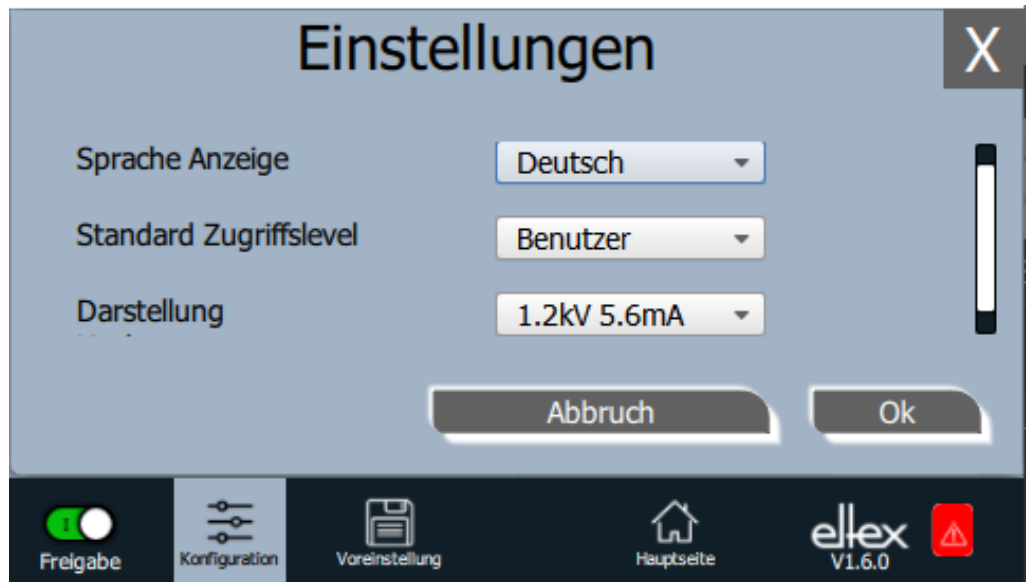 Einstellungen
X
Sprache Anzeige
Deutsch
Standard Zugriffslevel
Benutzer
Darstellung
1.2kV 5.6mA
Abbruch
Ok
I
Freigabe
Konfiguration
Voreinstellung
Hauptseite
eltex
V1.6.0